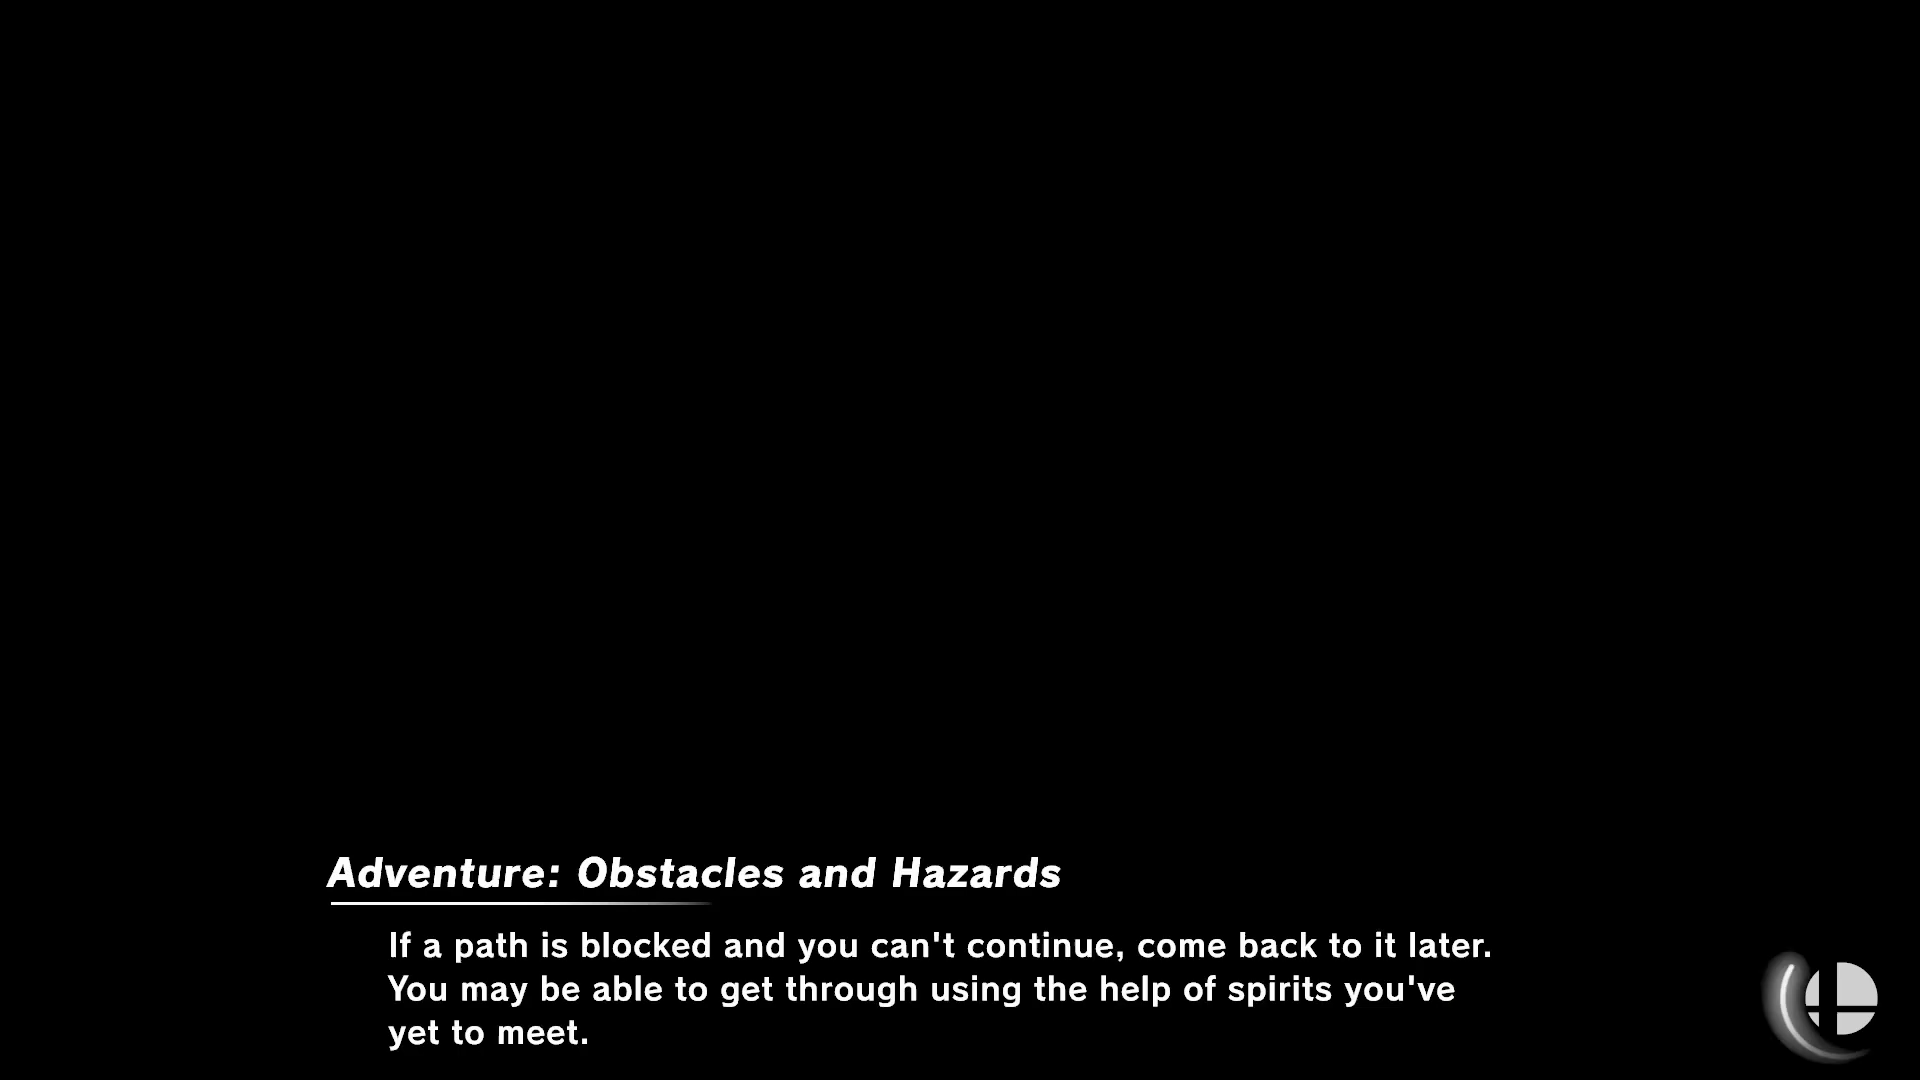 Adventure: Obstacles and Hazards
If a path is blocked and you can't continue, come back to it later.
You may be able to get through using the help of spirits you've
yet to meet.